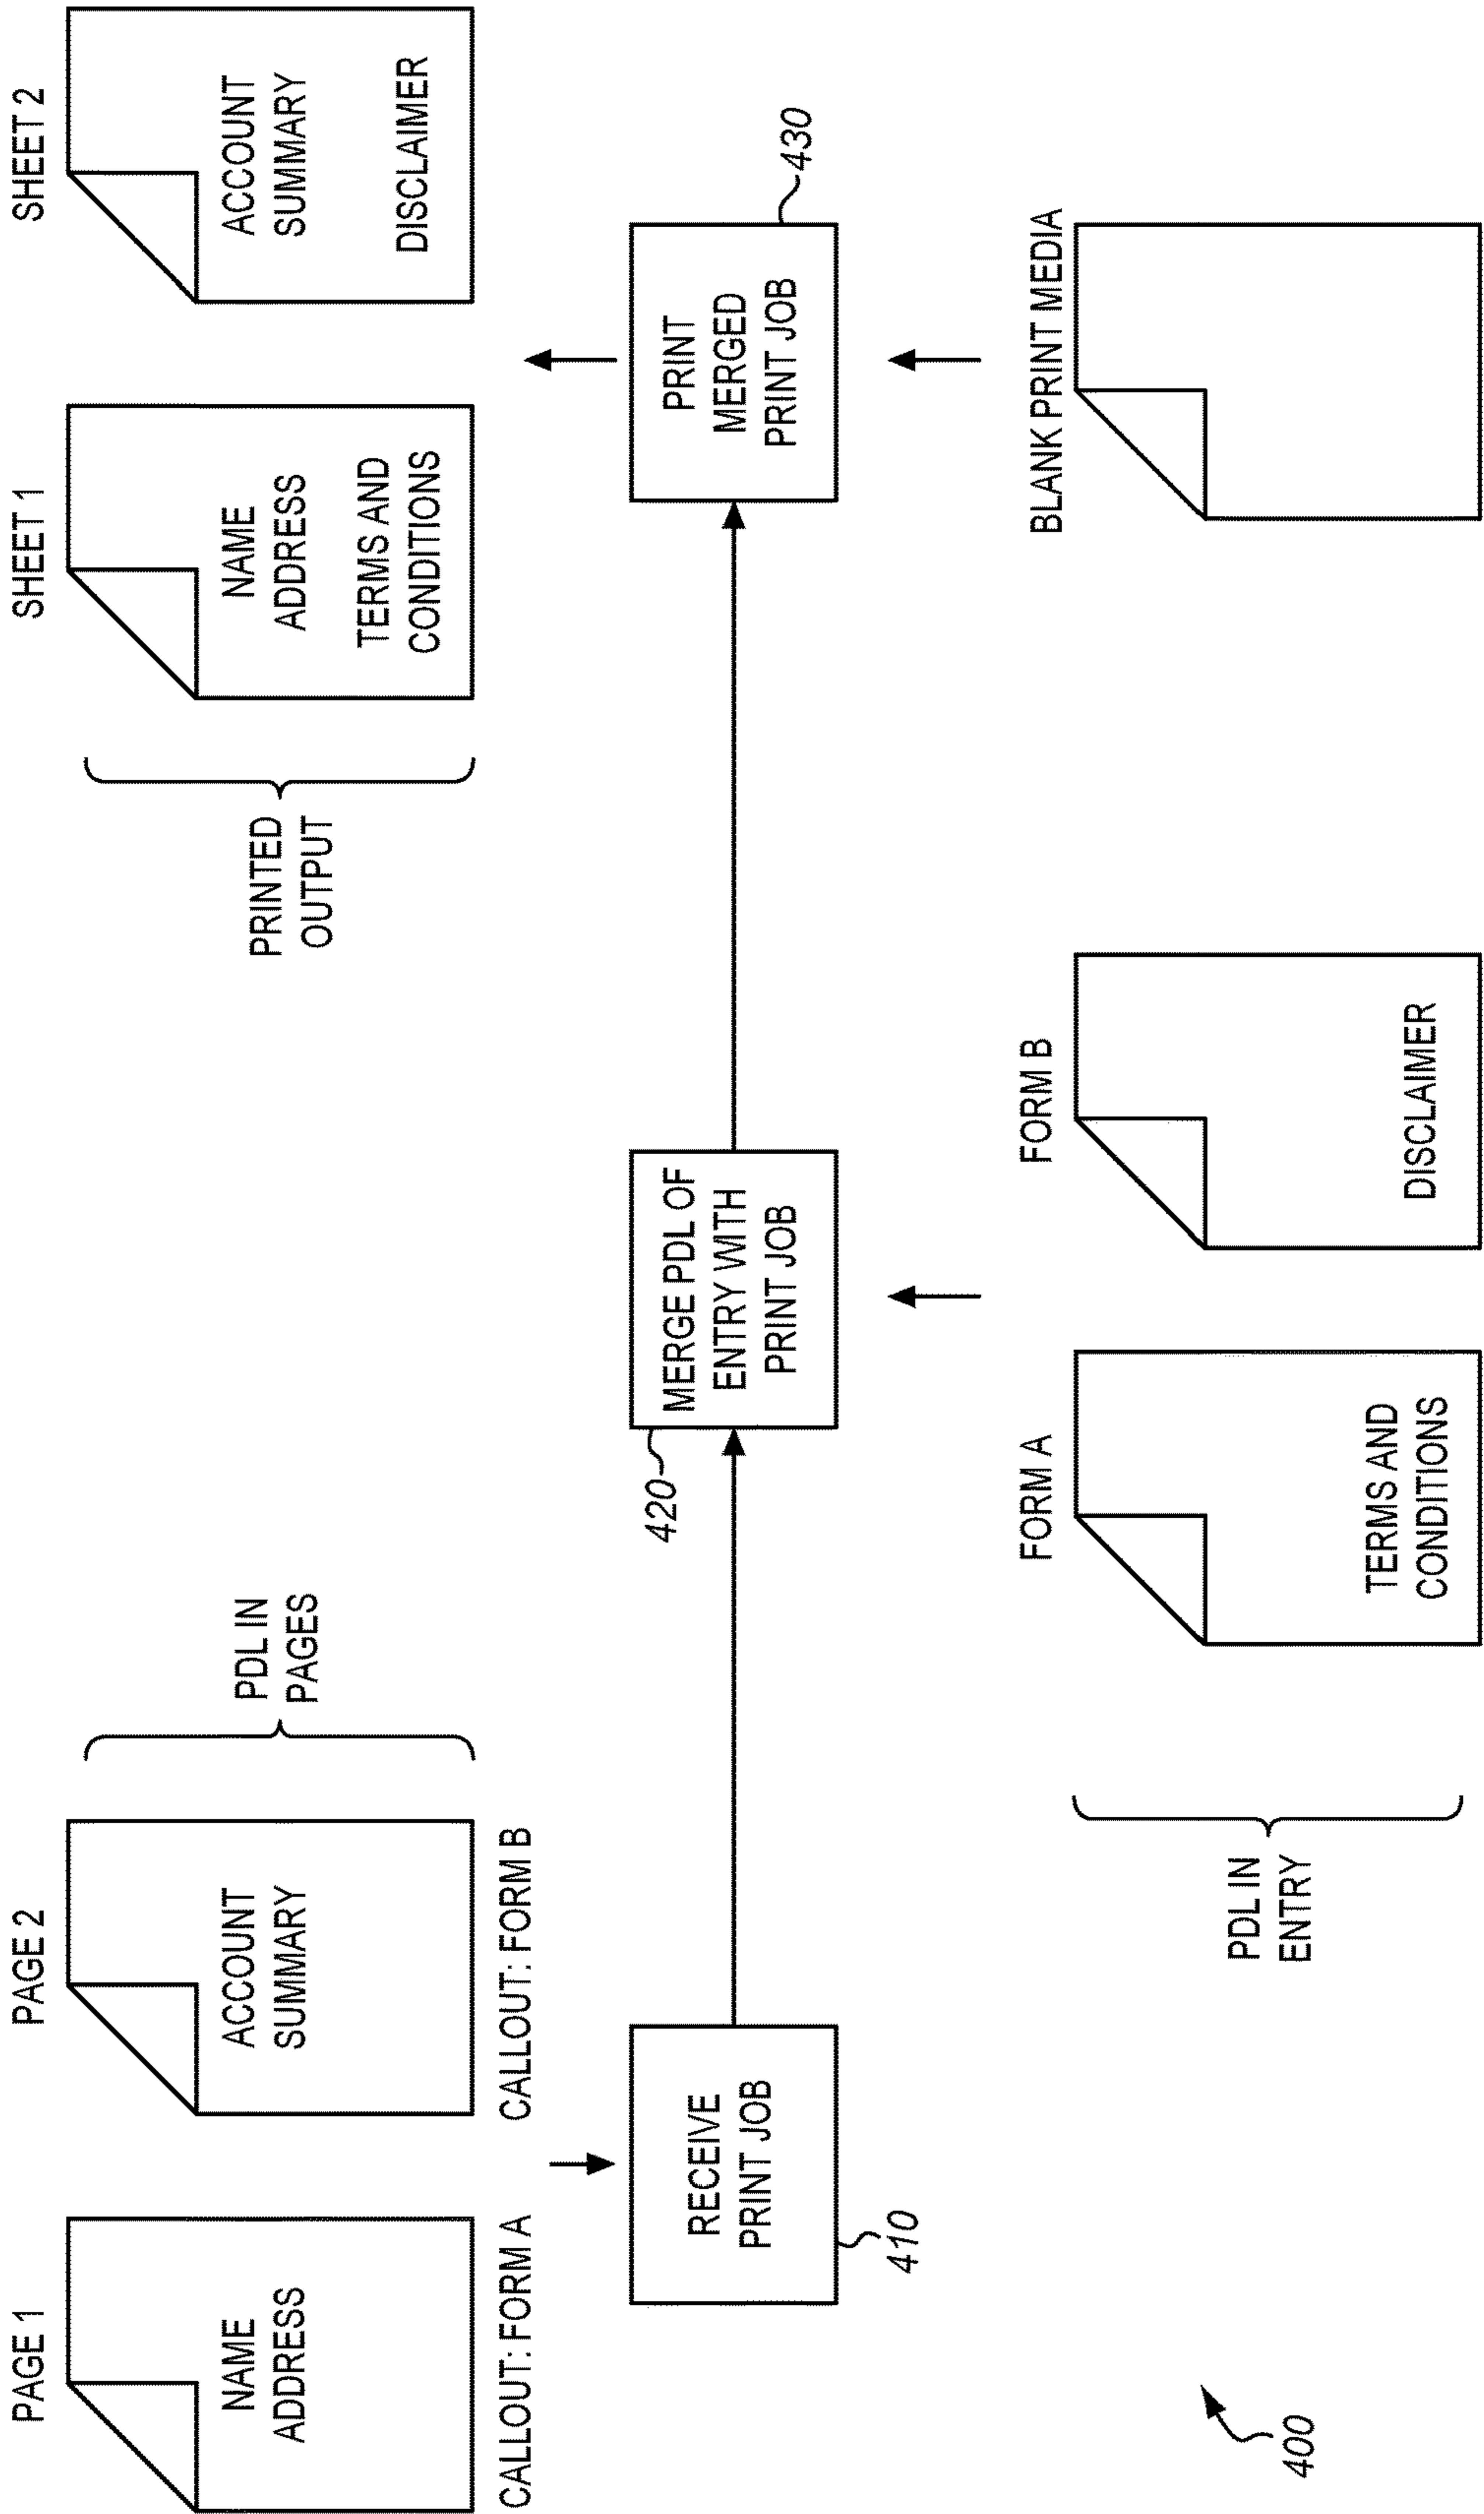 PAGE 1
NAME
ADDRESS
CALLOUT: FORM A
PAGE 2
ACCOUNT
SUMMARY
CALLOUT: FORM B
PDL IN
PAGES
PRINTED
OUTPUT
SHEET 1
NAME
ADDRESS
TERMS AND
CONDITIONS
SHEET 2
ACCOUNT
SUMMARY
DISCLAIMER
RECEIVE
PRINT JOB
410
MERGE PDL OF
ENTRY WITH
PRINT JOB
420
PRINT
MERGED
PRINT JOB
430
400
PDL IN
ENTRY
FORM A
TERMS AND
CONDITIONS
FORM B
DISCLAIMER
BLANK PRINT MEDIA